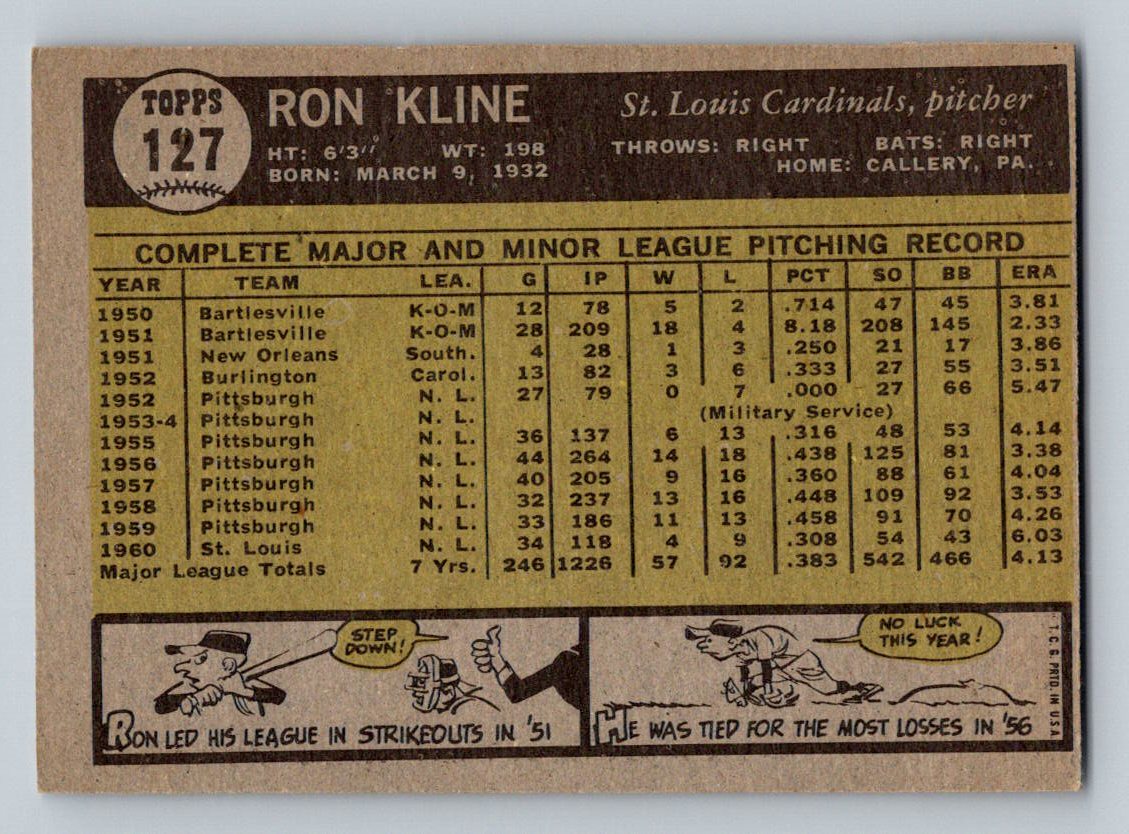 TOPPS
127
RON KLINE
St. Louis Cardinals, pitcher
HT: 6'3" WT: 198
THROWS: RIGHT BATS: RIGHT
BORN: MARCH 9, 1932
HOME: CALLERY, PA.
COMPLETE MAJOR AND MINOR LEAGUE PITCHING RECORD
YEAR TEAM LEA. G IP W L PCT SO BB ERA
1950 Bartlesville K-O-M 12 78 5 2 .714 47 45 3.81
1951 Bartlesville K-O-M 28 209 18 4 8.18 208 145 2.33
1951 New Orleans South. 4 28 1 3 .250 21 17 3.86
1952 Burlington Carol. 13 82 3 6 .333 27 55 3.51
1952 Pittsburgh N. L. 27 79 0 7 .000 27 66 5.47
1953-4 Pittsburgh N. L. (Military Service)
1955 Pittsburgh N. L. 36 137 6 13 .316 48 53 4.14
1956 Pittsburgh N. L. 44 264 14 18 .438 125 81 3.38
1957 Pittsburgh N. L. 40 205 9 16 .360 88 61 4.04
1958 Pittsburgh N. L. 32 237 13 16 .448 109 92 3.53
1959 Pittsburgh N. L. 33 186 11 13 .458 91 70 4.26
1960 St. Louis N. L. 34 118 4 9 .308 54 43 6.03
Major League Totals 7 Yrs. 246 1226 57 92 .383 542 466 4.13
STEP
DOWN!
RON LED HIS LEAGUE IN STRIKEOUTS IN '51
NO LUCK
THIS YEAR!
HE WAS TIED FOR THE MOST LOSSES IN '56
T. C. G. PRTD. IN U.S.A.